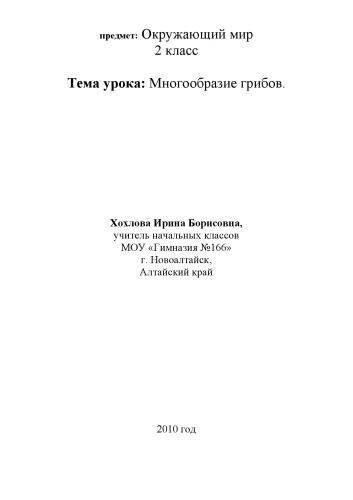 предмет: Окружающий мир
2 класс
Тема урока: Многообразие грибов.
Хохлова Ирина Борисовна,
учитель начальных классов
МОУ «Гимназия №166»
г. Новоалтайск,
Алтайский край
2010 год